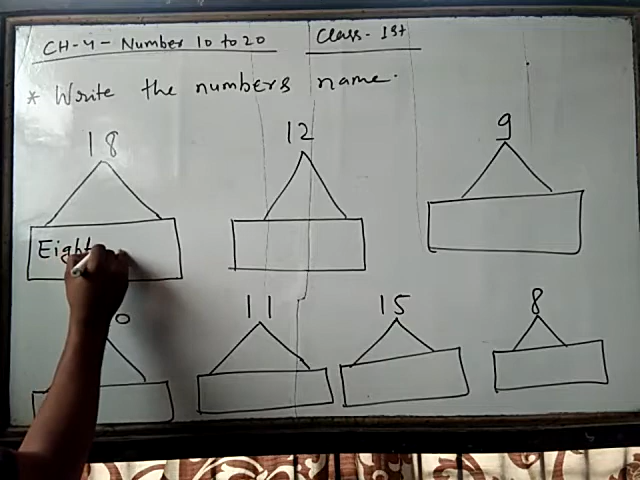 CH-4- Number 10 to 20 Class- 1st
* Write the numbers name.
18 12 9
Eight
11 15 8